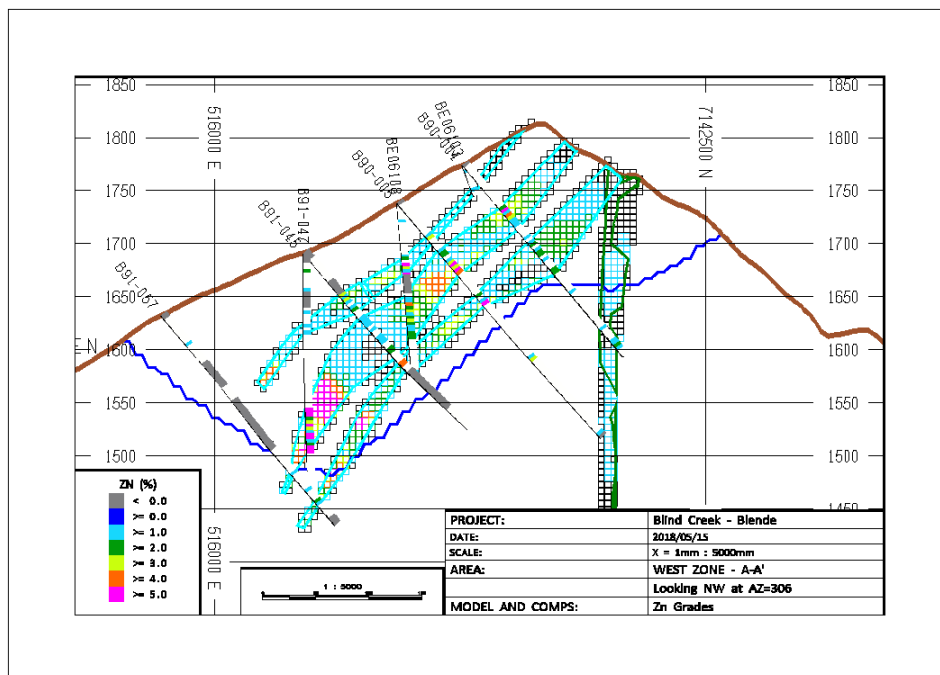 1850
1850
516000 E
7142500 N
BE06103
B90-004
1800
1800
BE06108
B90-003
1750
1750
B91-047
B91-046
1700
1700
B91-057
1650
1650
E N
1600
1600
1550
1550
1500
1500
1450
516000 E
ZN (%)
< 0.0
>= 0.0
>= 1.0
>= 2.0
>= 3.0
>= 4.0
>= 5.0
1 : 5000
PROJECT: Blind Creek - Blende
DATE: 2018/05/15
SCALE: X = 1mm : 5000mm
AREA: WEST ZONE - A-A'
Looking NW at AZ=306
MODEL AND COMPS: Zn Grades